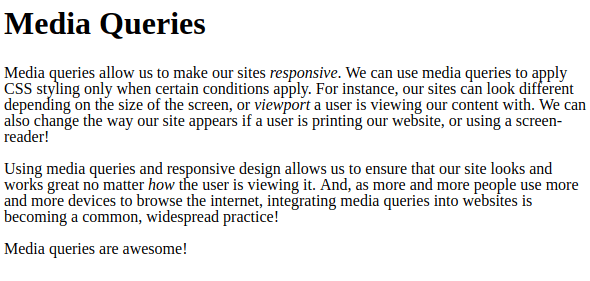 Media Queries
Media queries allow us to make our sites responsive. We can use media queries to apply
CSS styling only when certain conditions apply. For instance, our sites can look different
depending on the size of the screen, or viewport a user is viewing our content with. We can
also change the way our site appears if a user is printing our website, or using a screen-
reader!
Using media queries and responsive design allows us to ensure that our site looks and
works great no matter how the user is viewing it. And, as more and more people use more
and more devices to browse the internet, integrating media queries into websites is
becoming a common, widespread practice!
Media queries are awesome!